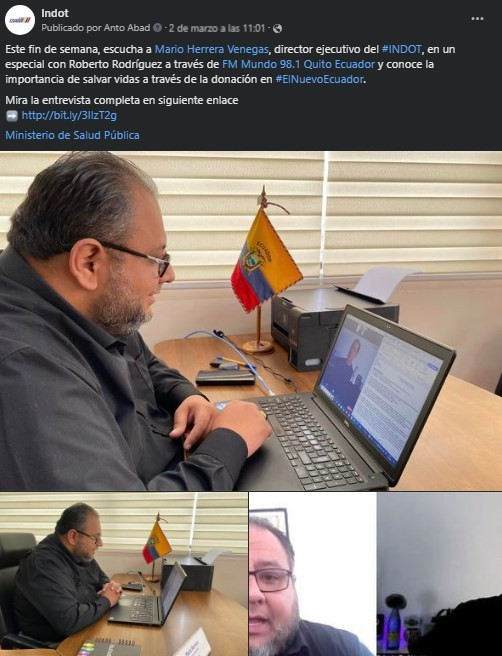 Indot
Publicado por Anto Abad · 2 de marzo a las 11:01 ·
Este fin de semana, escucha a Mario Herrera Venegas, director ejecutivo del #INDOT, en un
especial con Roberto Rodríguez a través de FM Mundo 98.1 Quito Ecuador y conoce la
importancia de salvar vidas a través de la donación en #ElNuevoEcuador.
Mira la entrevista completa en siguiente enlace
➡️ http://bit.ly/3IlzT2g
Ministerio de Salud Pública